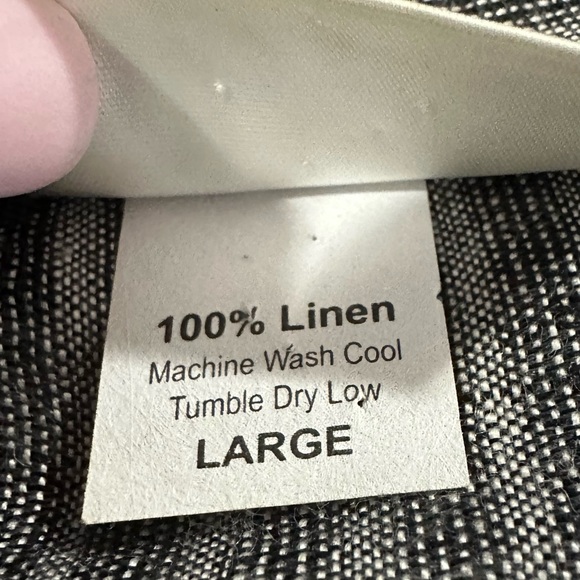 100% Linen
Machine Wash Cool
Tumble Dry Low
LARGE